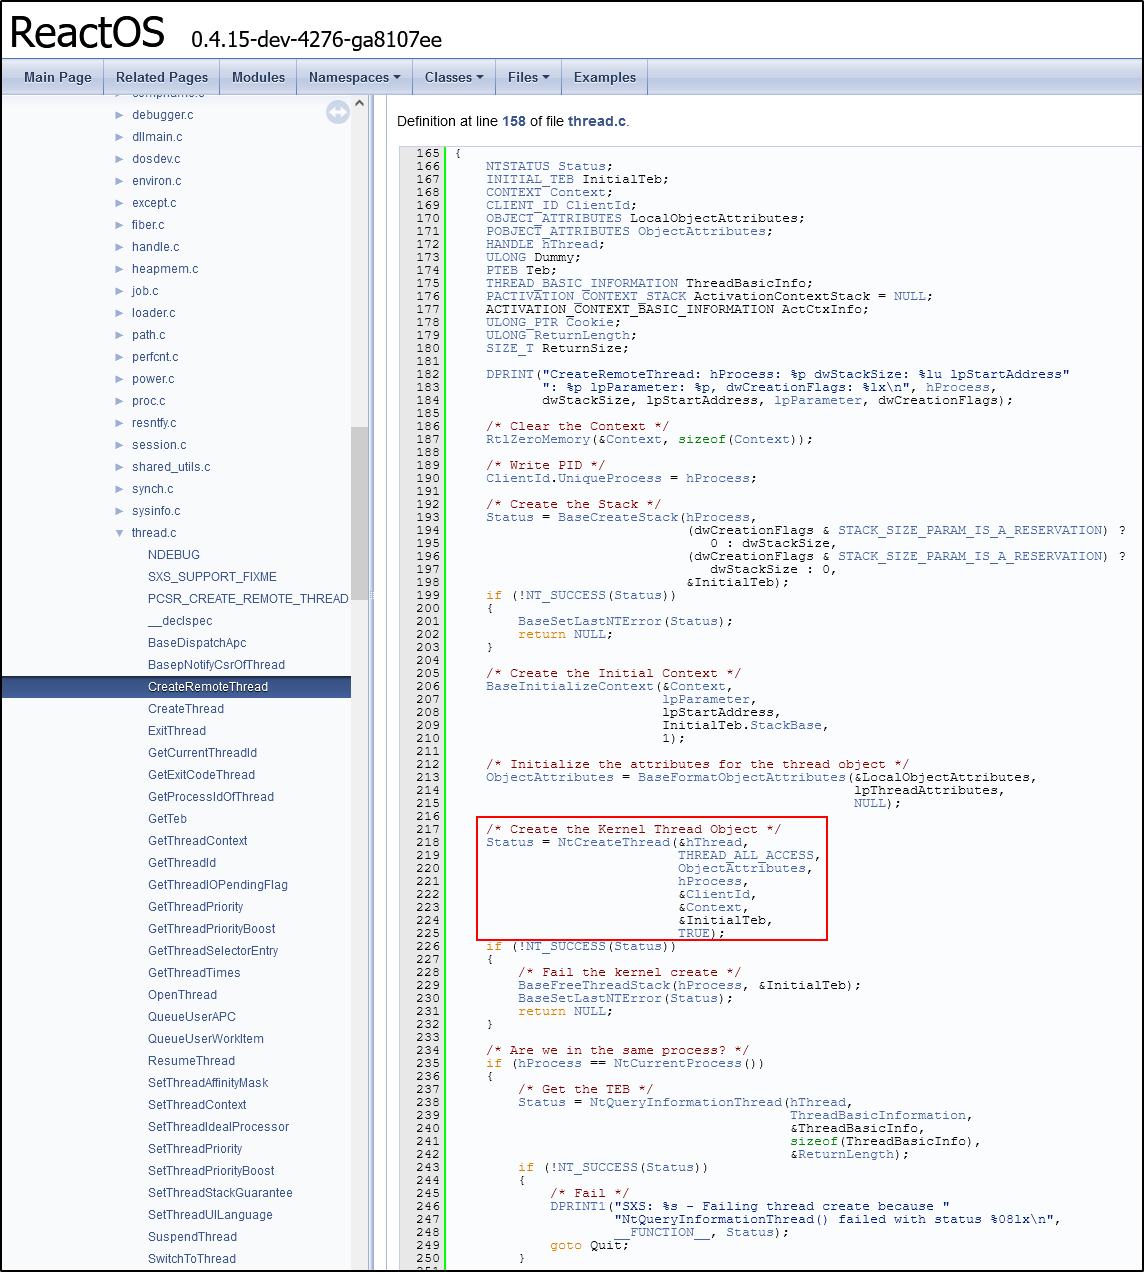 ReactOS 0.4.15-dev-4276-ga8107ee
Main Page Related Pages Modules Namespaces Classes Files Examples
debugger.c
dllmain.c
dosdev.c
environ.c
except.c
fiber.c
handle.c
heapmem.c
job.c
loader.c
path.c
perfcnt.c
power.c
proc.c
resntfy.c
session.c
shared_utils.c
synch.c
sysinfo.c
thread.c
NDEBUG
SXS_SUPPORT_FIXME
PCSR_CREATE_REMOTE_THREAD
__declspec
BaseDispatchApc
BasepNotifyCsrOfThread
CreateRemoteThread
CreateThread
ExitThread
GetCurrentThreadId
GetExitCodeThread
GetProcessIdOfThread
GetTeb
GetThreadContext
GetThreadId
GetThreadIOPendingFlag
GetThreadPriority
GetThreadPriorityBoost
GetThreadSelectorEntry
GetThreadTimes
OpenThread
QueueUserAPC
QueueUserWorkItem
ResumeThread
SetThreadAffinityMask
SetThreadContext
SetThreadIdealProcessor
SetThreadPriority
SetThreadPriorityBoost
SetThreadStackGuarantee
SetThreadUILanguage
SuspendThread
SwitchToThread
Definition at line 158 of file thread.c.
165 {
166     NTSTATUS Status;
167     INITIAL_TEB InitialTeb;
168     CONTEXT Context;
169     CLIENT_ID ClientId;
170     OBJECT_ATTRIBUTES LocalObjectAttributes;
171     POBJECT_ATTRIBUTES ObjectAttributes;
172     HANDLE hThread;
173     ULONG Dummy;
174     PTEB Teb;
175     THREAD_BASIC_INFORMATION ThreadBasicInfo;
176     PACTIVATION_CONTEXT_STACK ActivationContextStack = NULL;
177     ACTIVATION_CONTEXT_BASIC_INFORMATION ActCtxInfo;
178     ULONG_PTR Cookie;
179     ULONG ReturnLength;
180     SIZE_T ReturnSize;
181
182     DPRINT("CreateRemoteThread: hProcess: %p dwStackSize: %lu lpStartAddress"
183            ": %p lpParameter: %p, dwCreationFlags: %lx\n", hProcess,
184            dwStackSize, lpStartAddress, lpParameter, dwCreationFlags);
185
186     /* Clear the Context */
187     RtlZeroMemory(&Context, sizeof(Context));
188
189     /* Write PID */
190     ClientId.UniqueProcess = hProcess;
191
192     /* Create the Stack */
193     Status = BaseCreateStack(hProcess,
194                              (dwCreationFlags & STACK_SIZE_PARAM_IS_A_RESERVATION) ?
195                                 0 : dwStackSize,
196                              (dwCreationFlags & STACK_SIZE_PARAM_IS_A_RESERVATION) ?
197                                 dwStackSize : 0,
198                              &InitialTeb);
199     if (!NT_SUCCESS(Status))
200     {
201         BaseSetLastNTError(Status);
202         return NULL;
203     }
204
205     /* Create the Initial Context */
206     BaseInitializeContext(&Context,
207                           lpParameter,
208                           lpStartAddress,
209                           InitialTeb.StackBase,
210                           1);
211
212     /* Initialize the attributes for the thread object */
213     ObjectAttributes = BaseFormatObjectAttributes(&LocalObjectAttributes,
214                                                   lpThreadAttributes,
215                                                   NULL);
216
217     /* Create the Kernel Thread Object */
218     Status = NtCreateThread(&hThread,
219                             THREAD_ALL_ACCESS,
220                             ObjectAttributes,
221                             hProcess,
222                             &ClientId,
223                             &Context,
224                             &InitialTeb,
225                             TRUE);
226     if (!NT_SUCCESS(Status))
227     {
228         /* Fail the kernel create */
229         BaseFreeThreadStack(hProcess, &InitialTeb);
230         BaseSetLastNTError(Status);
231         return NULL;
232     }
233
234     /* Are we in the same process? */
235     if (hProcess == NtCurrentProcess())
236     {
237         /* Get the TEB */
238         Status = NtQueryInformationThread(hThread,
239                                           ThreadBasicInformation,
240                                           &ThreadBasicInfo,
241                                           sizeof(ThreadBasicInfo),
242                                           &ReturnLength);
243         if (!NT_SUCCESS(Status))
244         {
245             /* Fail */
246             DPRINT1("SXS: %s - Failing thread create because "
247                     "NtQueryInformationThread() failed with status %08lx\n",
248                     __FUNCTION__, Status);
249             goto Quit;
250         }